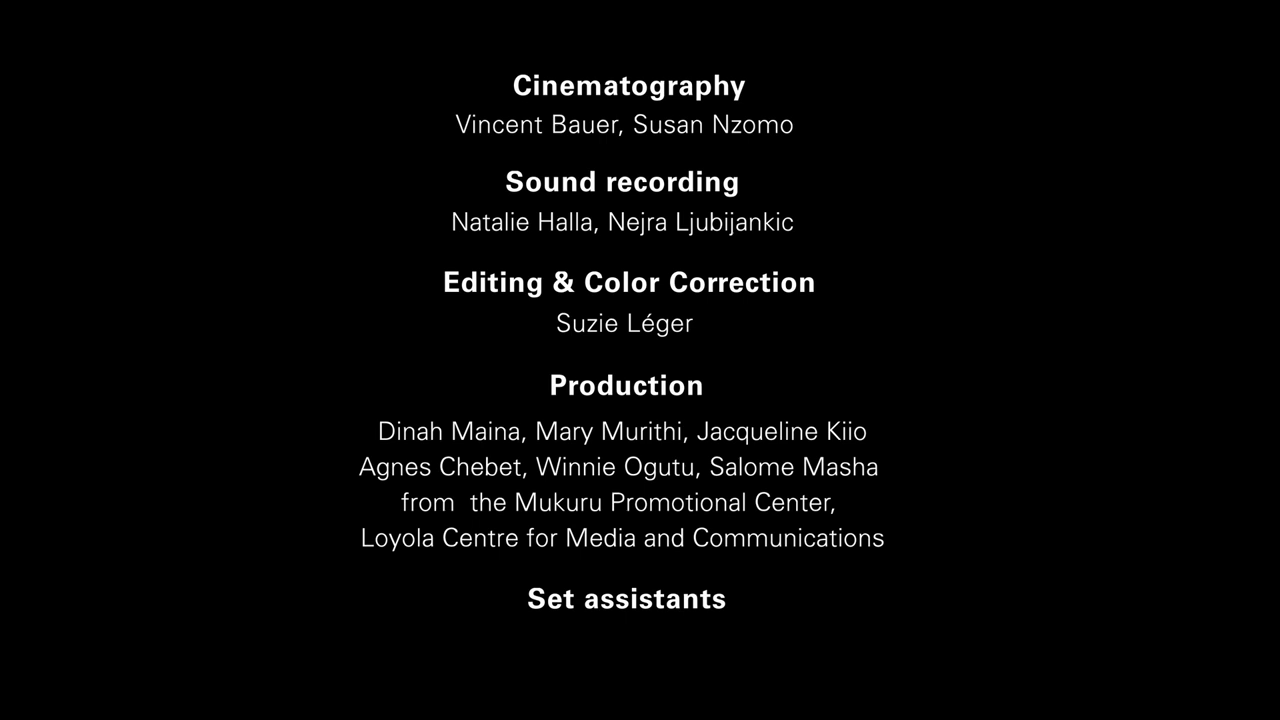 Cinematography
Vincent Bauer, Susan Nzomo
Sound recording
Natalie Halla, Nejra Ljubijankic
Editing & Color Correction
Suzie Léger
Production
Dinah Maina, Mary Murithi, Jacqueline Kiio
Agnes Chebet, Winnie Ogutu, Salome Masha
from  the Mukuru Promotional Center,
Loyola Centre for Media and Communications
Set assistants